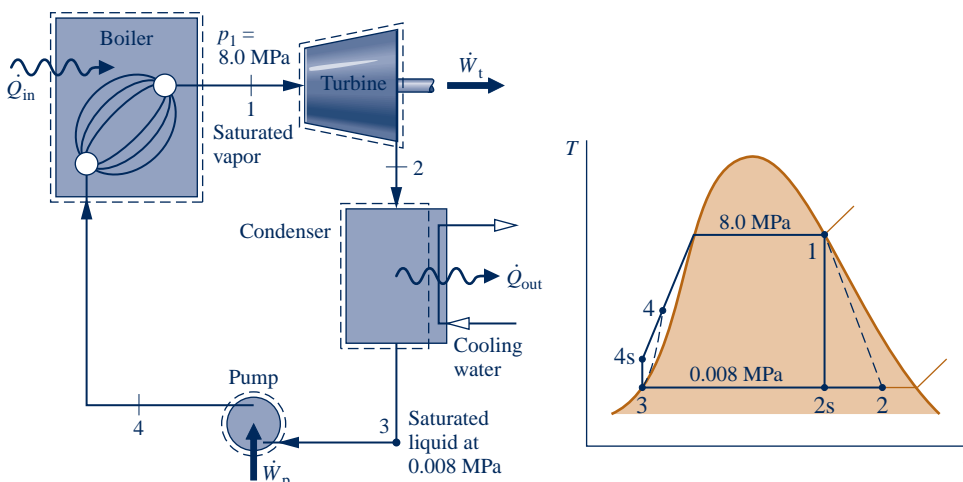 Boiler
Q̇in
p1 =
8.0 MPa
1
Saturated
vapor
Turbine
Ẇt
2
Condenser
Q̇out
Cooling
water
Pump
4
3
Saturated
liquid at
0.008 MPa
Ẇp
T
8.0 MPa
1
4
4s
0.008 MPa
3
2s
2